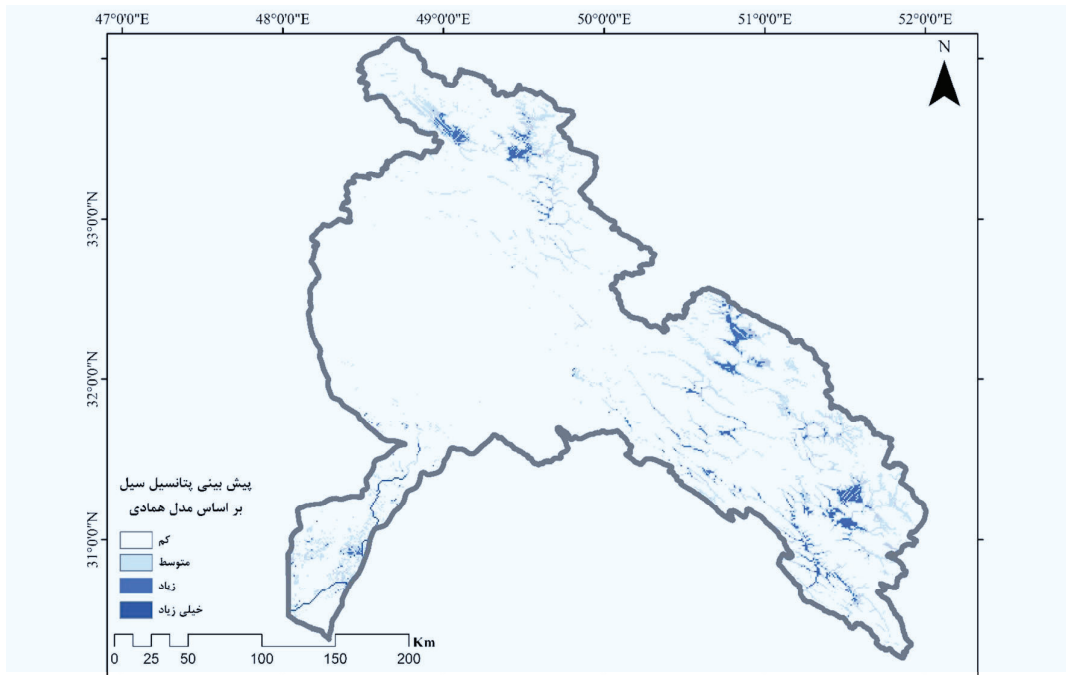 47°0'0"E 48°0'0"E 49°0'0"E 50°0'0"E 51°0'0"E 52°0'0"E
N
33°0'0"N
32°0'0"N
31°0'0"N
پیش بینی پتانسیل سیل
بر اساس مدل همادی
کم
متوسط
زیاد
خیلی زیاد
Km
0 25 50 100 150 200